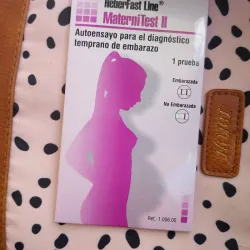 HeberFast Line®
MaterniTest II
Autoensayo para el diagnóstico
temprano de embarazo
1 prueba
Embarazada
No Embarazada
Ref.: 1.096.00